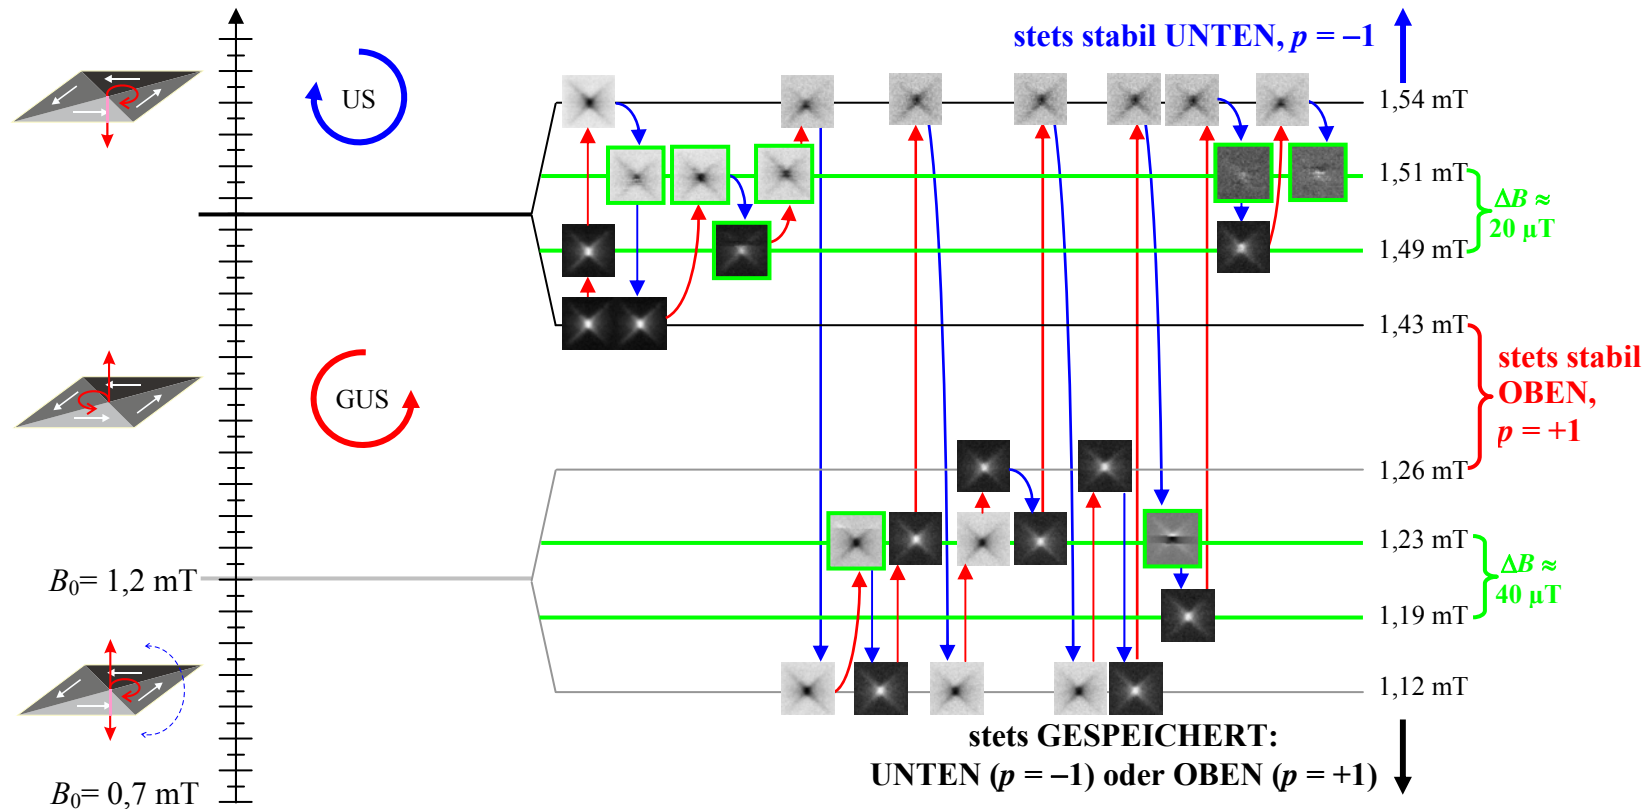 stets stabil UNTEN, p = −1
US
1,54 mT
1,51 mT
ΔB ≈
20 µT
1,49 mT
1,43 mT
stets stabil
OBEN,
p = +1
GUS
1,26 mT
1,23 mT
ΔB ≈
40 µT
B₀= 1,2 mT
1,19 mT
1,12 mT
stets GESPEICHERT:
UNTEN (p = −1) oder OBEN (p = +1)
B₀= 0,7 mT